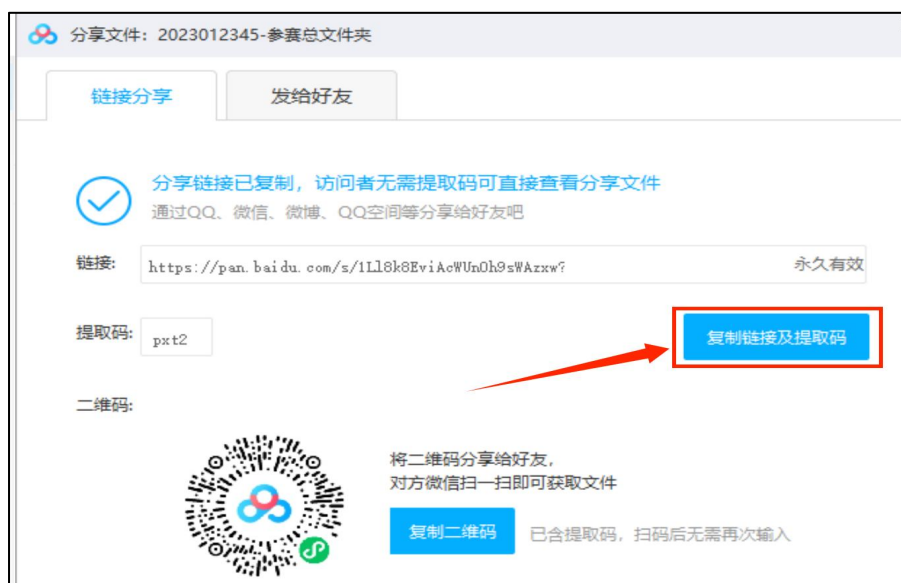 分享文件：2023012345-参赛总文件夹
链接分享
发给好友
分享链接已复制，访问者无需提取码可直接查看分享文件
通过QQ、微信、微博、QQ空间等分享给好友吧
链接:
https://pan.baidu.com/s/1Ll8k8EviAcWUnOh9sWAzxw?
永久有效
提取码:
pxt2
复制链接及提取码
二维码:
将二维码分享给好友，
对方微信扫一扫即可获取文件
复制二维码
已含提取码，扫码后无需再次输入